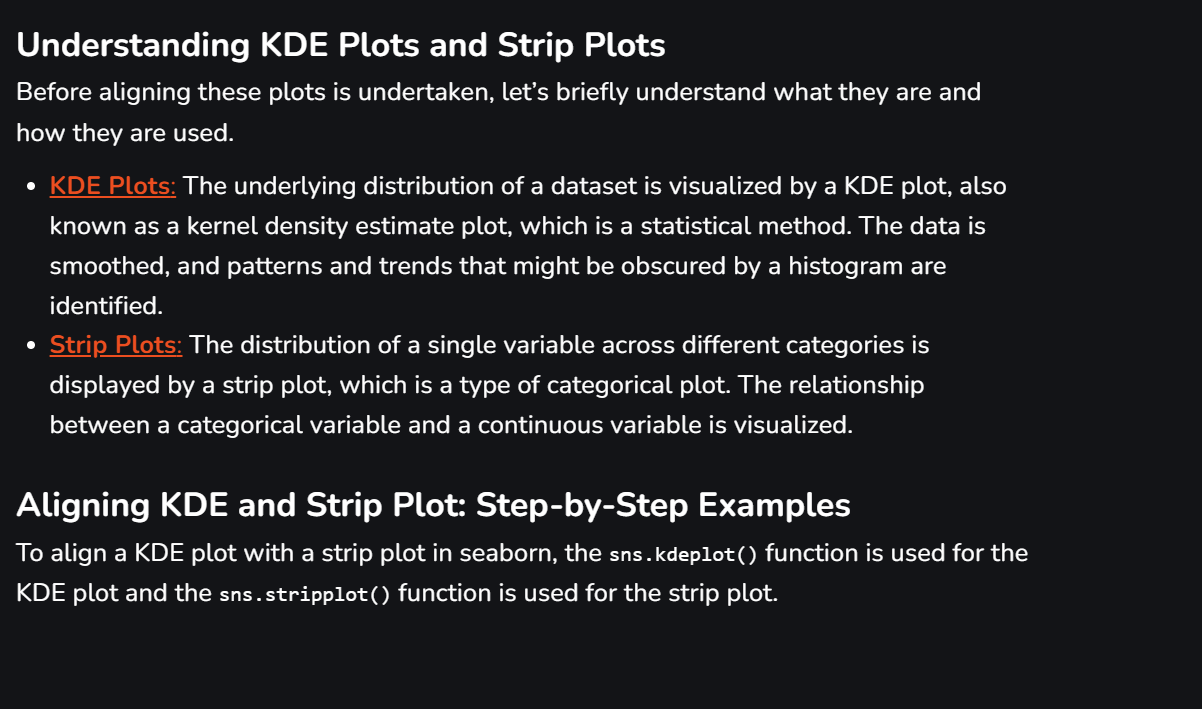 Understanding KDE Plots and Strip Plots
Before aligning these plots is undertaken, let’s briefly understand what they are and
how they are used.
• KDE Plots: The underlying distribution of a dataset is visualized by a KDE plot, also
known as a kernel density estimate plot, which is a statistical method. The data is
smoothed, and patterns and trends that might be obscured by a histogram are
identified.
• Strip Plots: The distribution of a single variable across different categories is
displayed by a strip plot, which is a type of categorical plot. The relationship
between a categorical variable and a continuous variable is visualized.
Aligning KDE and Strip Plot: Step-by-Step Examples
To align a KDE plot with a strip plot in seaborn, the sns.kdeplot() function is used for the
KDE plot and the sns.stripplot() function is used for the strip plot.